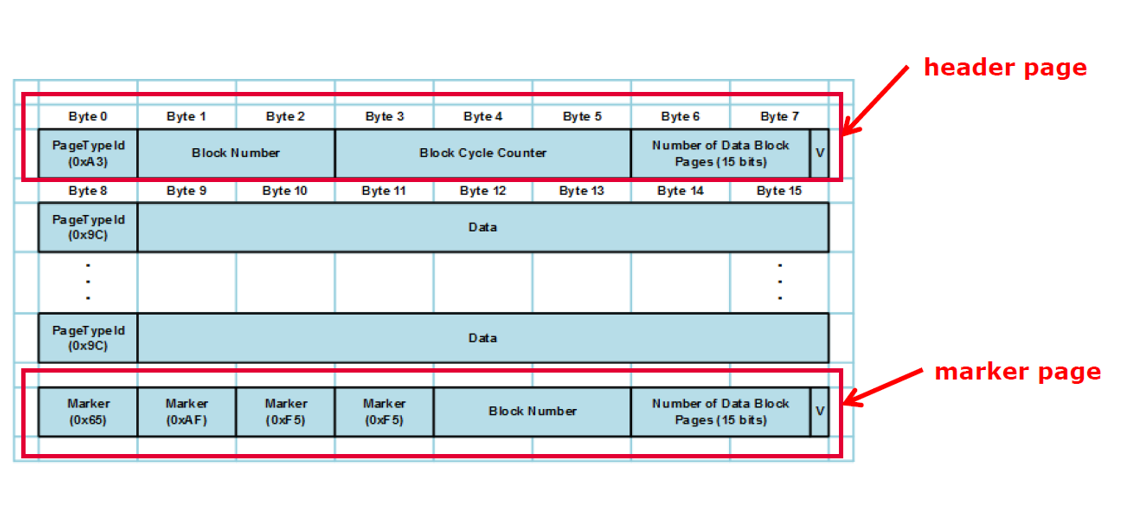 header page
Byte 0 Byte 1 Byte 2 Byte 3 Byte 4 Byte 5 Byte 6 Byte 7
PageTypeId
(0xA3)
Block Number
Block Cycle Counter
Number of Data Block
Pages (15 bits)
V
Byte 8 Byte 9 Byte 10 Byte 11 Byte 12 Byte 13 Byte 14 Byte 15
PageTypeId
(0x9C)
Data
PageTypeId
(0x9C)
Data
marker page
Marker
(0x65)
Marker
(0xAF)
Marker
(0xF5)
Marker
(0xF5)
Block Number
Number of Data Block
Pages (15 bits)
V